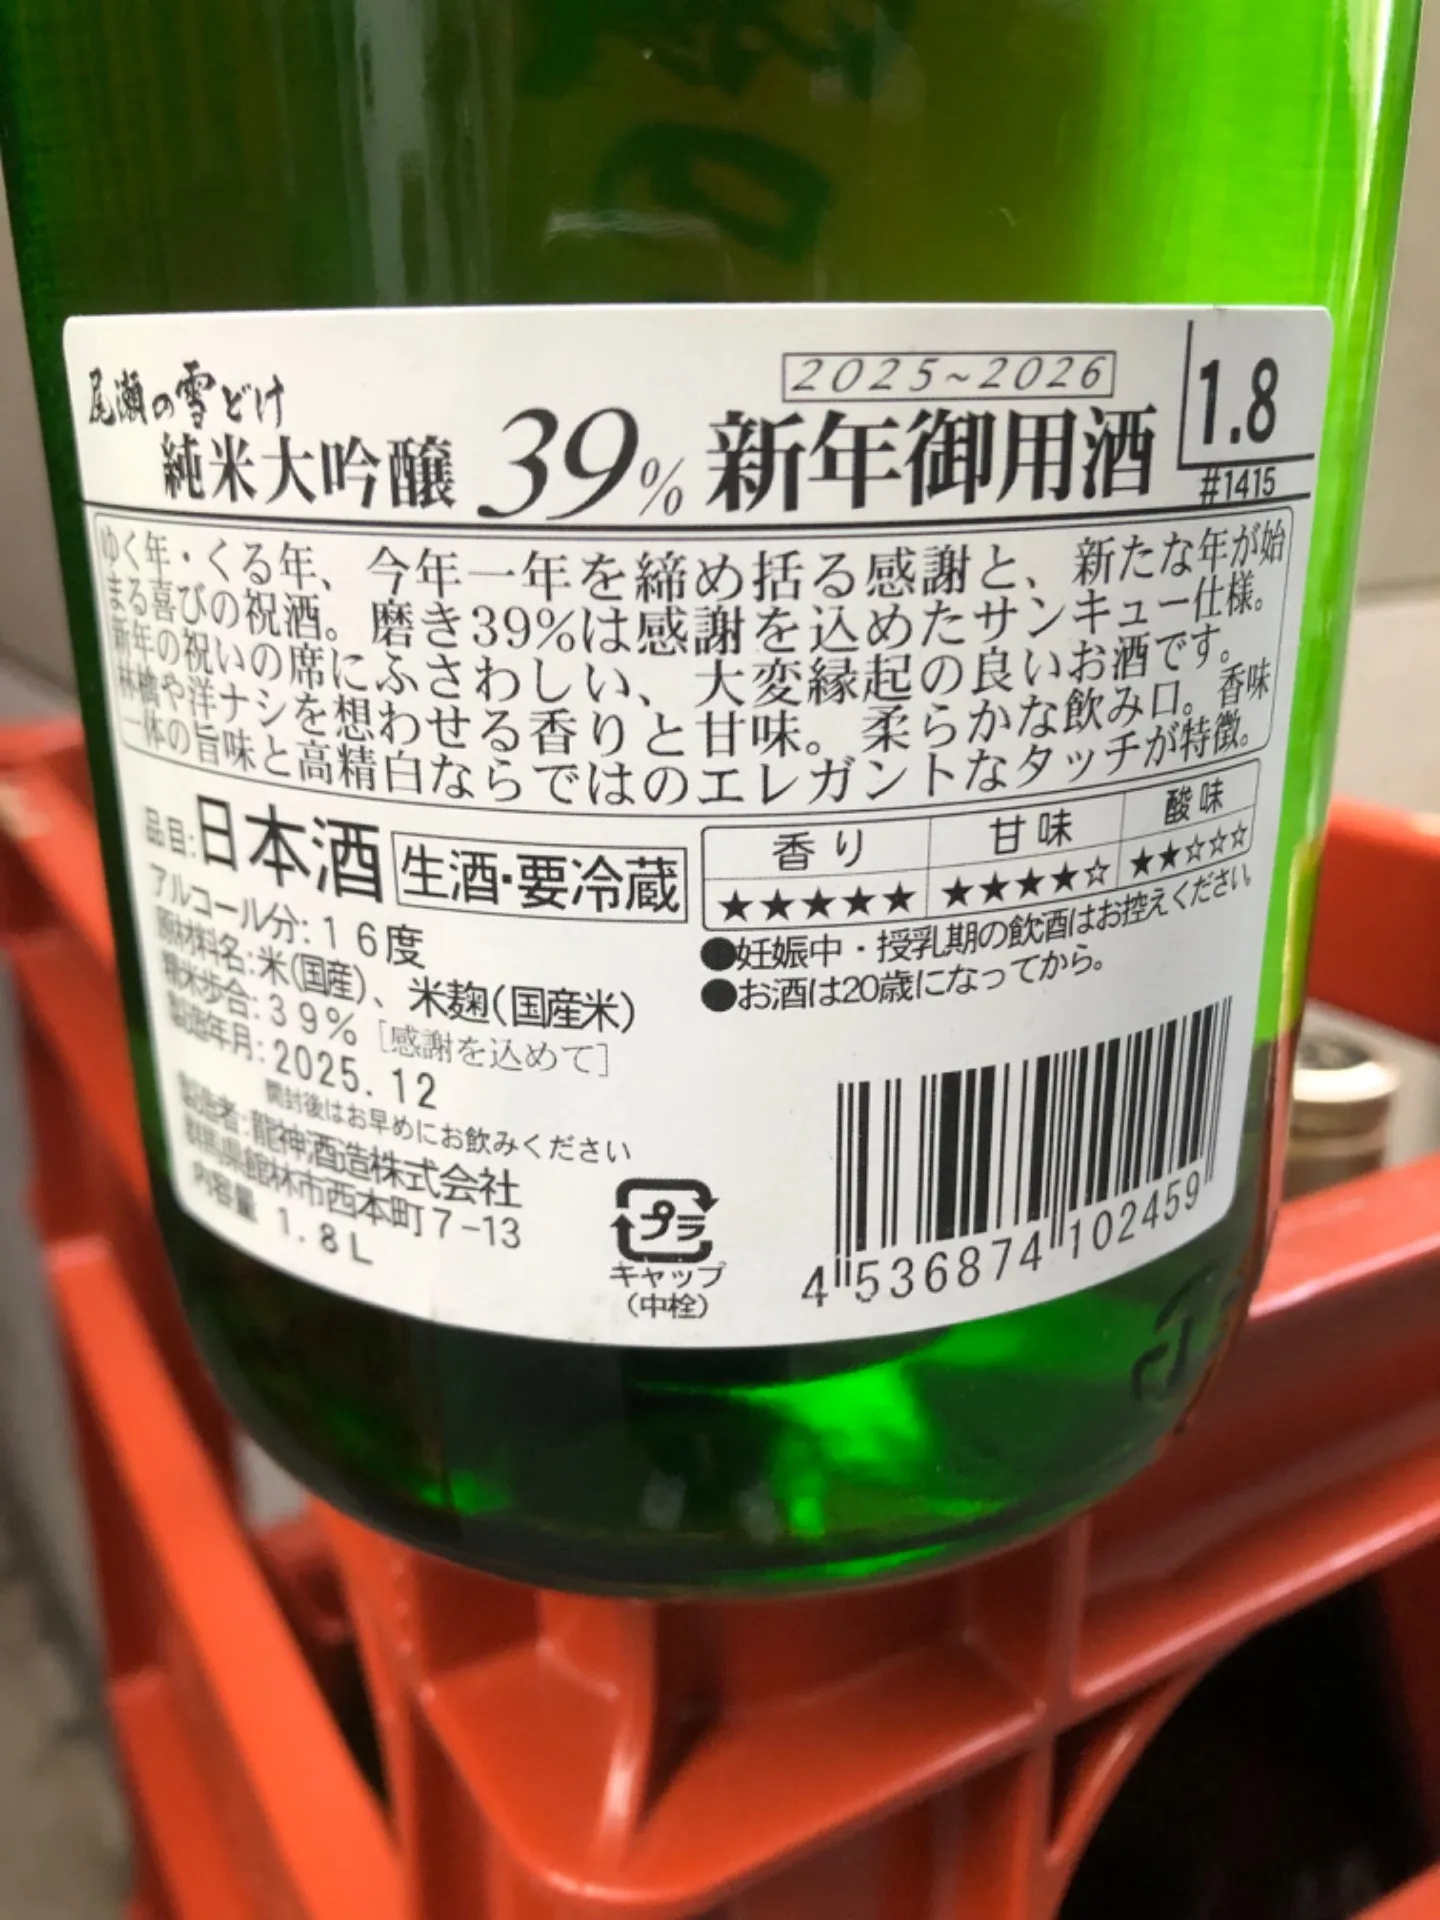 尾瀬の雪どけ
2025~2026
純米大吟醸 39% 新年御用酒
1.8
#1415
ゆく年・くる年、今年一年を締め括る感謝と、新たな年が始
まる喜びの祝酒。磨き39%は感謝を込めたサンキュー仕様。
新年の祝いの席にふさわしい、大変縁起の良いお酒です。
林檎や洋ナシを想わせる香りと甘味。柔らかな飲み口。香味
一体の旨味と高精白ならではのエレガントなタッチが特徴。
品目:日本酒 生酒・要冷蔵
アルコール分:16度
原材料名:米(国産)、米麹(国産米)
精米歩合:39% [感謝を込めて]
製造年月:2025.12
開封後はお早めにお飲みください
製造者:龍神酒造株式会社
群馬県館林市西本町7-13
内容量 1.8L
香り 甘味 酸味
★★★★★ ★★★★☆ ★★☆☆☆
●妊娠中・授乳期の飲酒はお控えください。
●お酒は20歳になってから。
プラ
キャップ
(中栓)
4 536874 102459